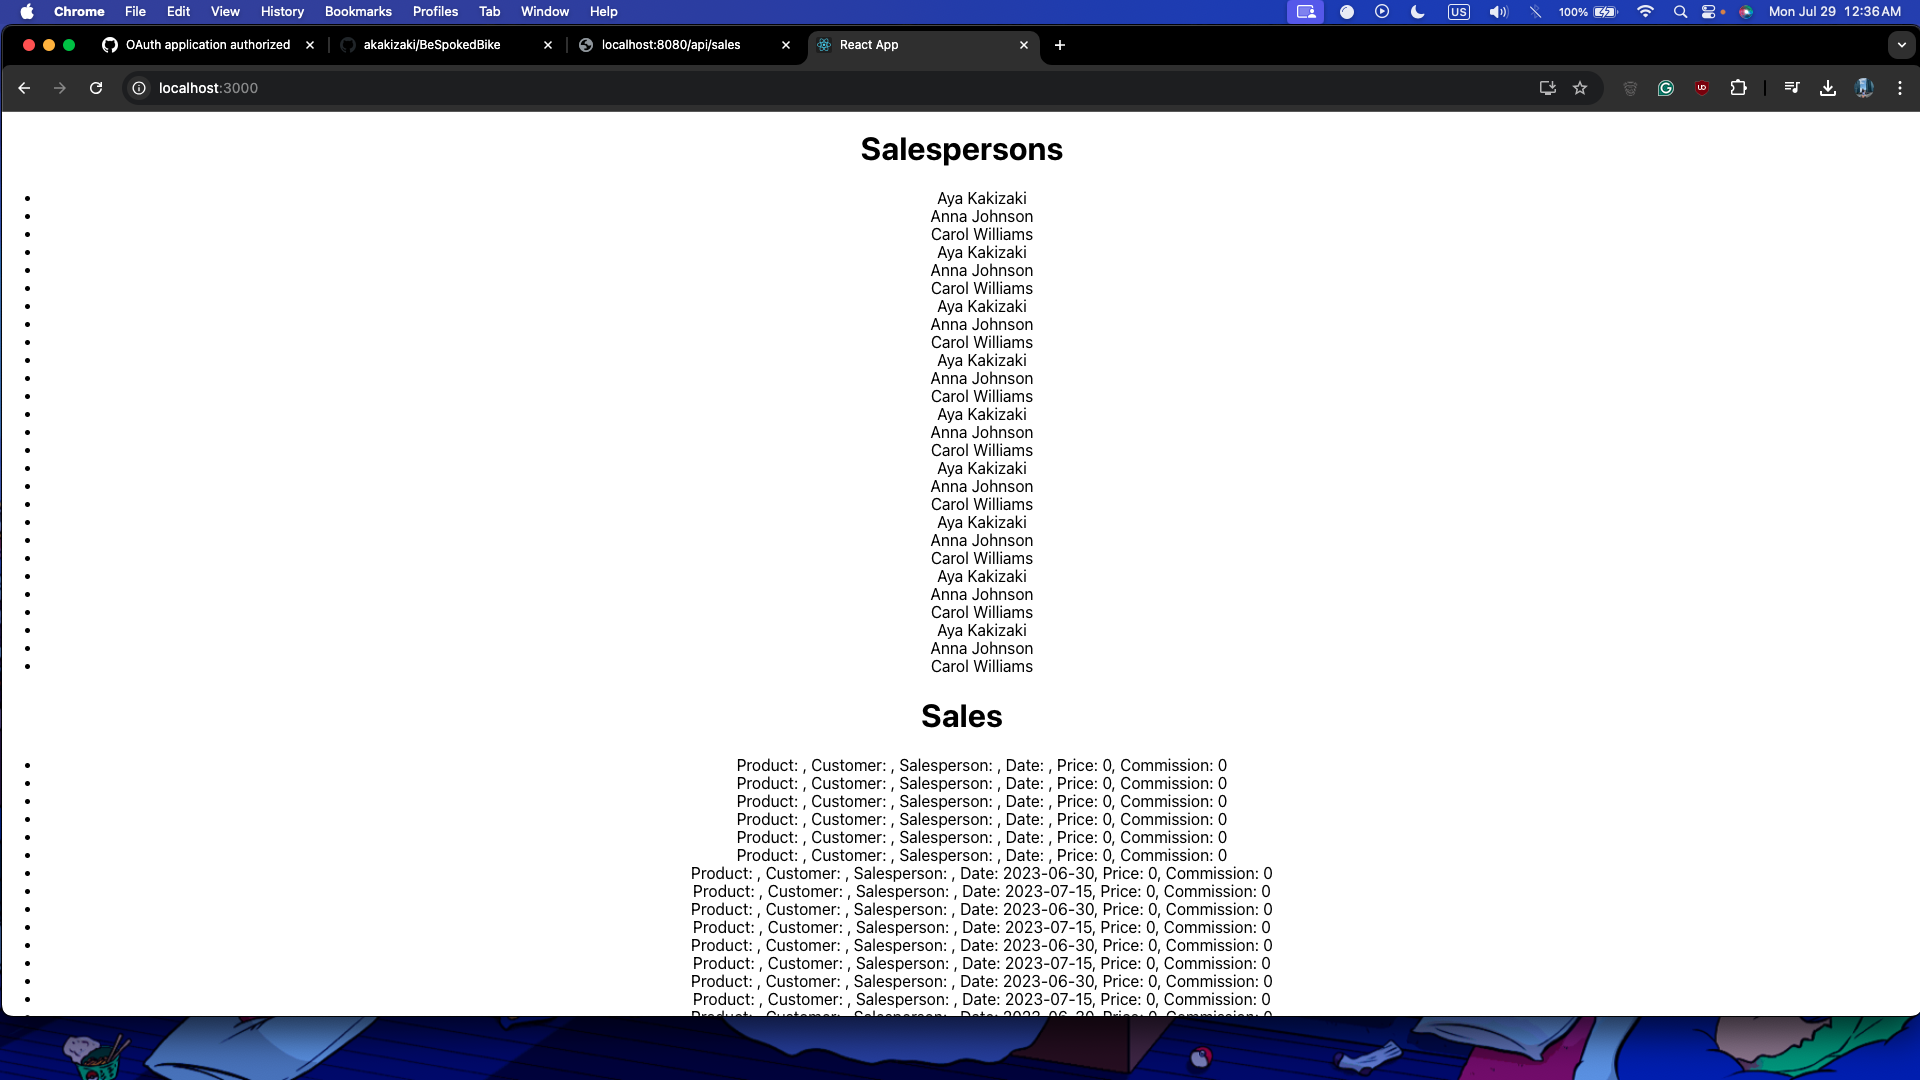 Chrome File Edit View History Bookmarks Profiles Tab Window Help US 100% Mon Jul 29 12:36 AM
OAuth application authorized akakizaki/BeSpokedBike localhost:8080/api/sales React App
localhost:3000
Salespersons
Aya Kakizaki
Anna Johnson
Carol Williams
Aya Kakizaki
Anna Johnson
Carol Williams
Aya Kakizaki
Anna Johnson
Carol Williams
Aya Kakizaki
Anna Johnson
Carol Williams
Aya Kakizaki
Anna Johnson
Carol Williams
Aya Kakizaki
Anna Johnson
Carol Williams
Aya Kakizaki
Anna Johnson
Carol Williams
Aya Kakizaki
Anna Johnson
Carol Williams
Aya Kakizaki
Anna Johnson
Carol Williams
Sales
Product: , Customer: , Salesperson: , Date: , Price: 0, Commission: 0
Product: , Customer: , Salesperson: , Date: , Price: 0, Commission: 0
Product: , Customer: , Salesperson: , Date: , Price: 0, Commission: 0
Product: , Customer: , Salesperson: , Date: , Price: 0, Commission: 0
Product: , Customer: , Salesperson: , Date: , Price: 0, Commission: 0
Product: , Customer: , Salesperson: , Date: , Price: 0, Commission: 0
Product: , Customer: , Salesperson: , Date: 2023-06-30, Price: 0, Commission: 0
Product: , Customer: , Salesperson: , Date: 2023-07-15, Price: 0, Commission: 0
Product: , Customer: , Salesperson: , Date: 2023-06-30, Price: 0, Commission: 0
Product: , Customer: , Salesperson: , Date: 2023-07-15, Price: 0, Commission: 0
Product: , Customer: , Salesperson: , Date: 2023-06-30, Price: 0, Commission: 0
Product: , Customer: , Salesperson: , Date: 2023-07-15, Price: 0, Commission: 0
Product: , Customer: , Salesperson: , Date: 2023-06-30, Price: 0, Commission: 0
Product: , Customer: , Salesperson: , Date: 2023-07-15, Price: 0, Commission: 0